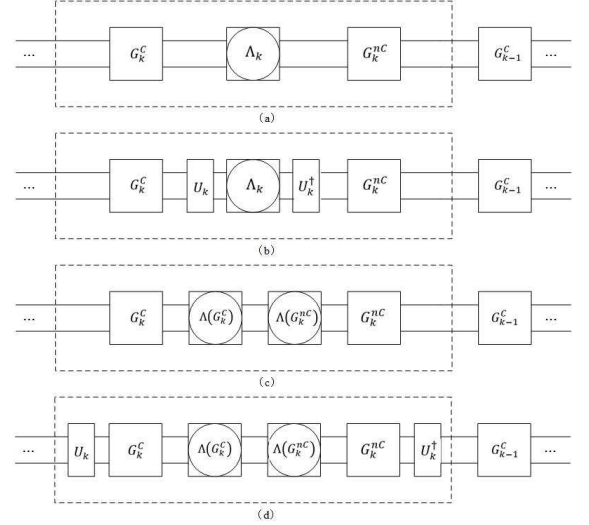 ... G_k^C Λ_k G_k^{nC} G_{k-1}^C ...
(a)
... G_k^C U_k Λ_k U_k^† G_k^{nC} G_{k-1}^C ...
(b)
... G_k^C Λ(G_k^C) Λ(G_k^{nC}) G_k^{nC} G_{k-1}^C ...
(c)
... U_k G_k^C Λ(G_k^C) Λ(G_k^{nC}) G_k^{nC} U_k^† G_{k-1}^C ...
(d)